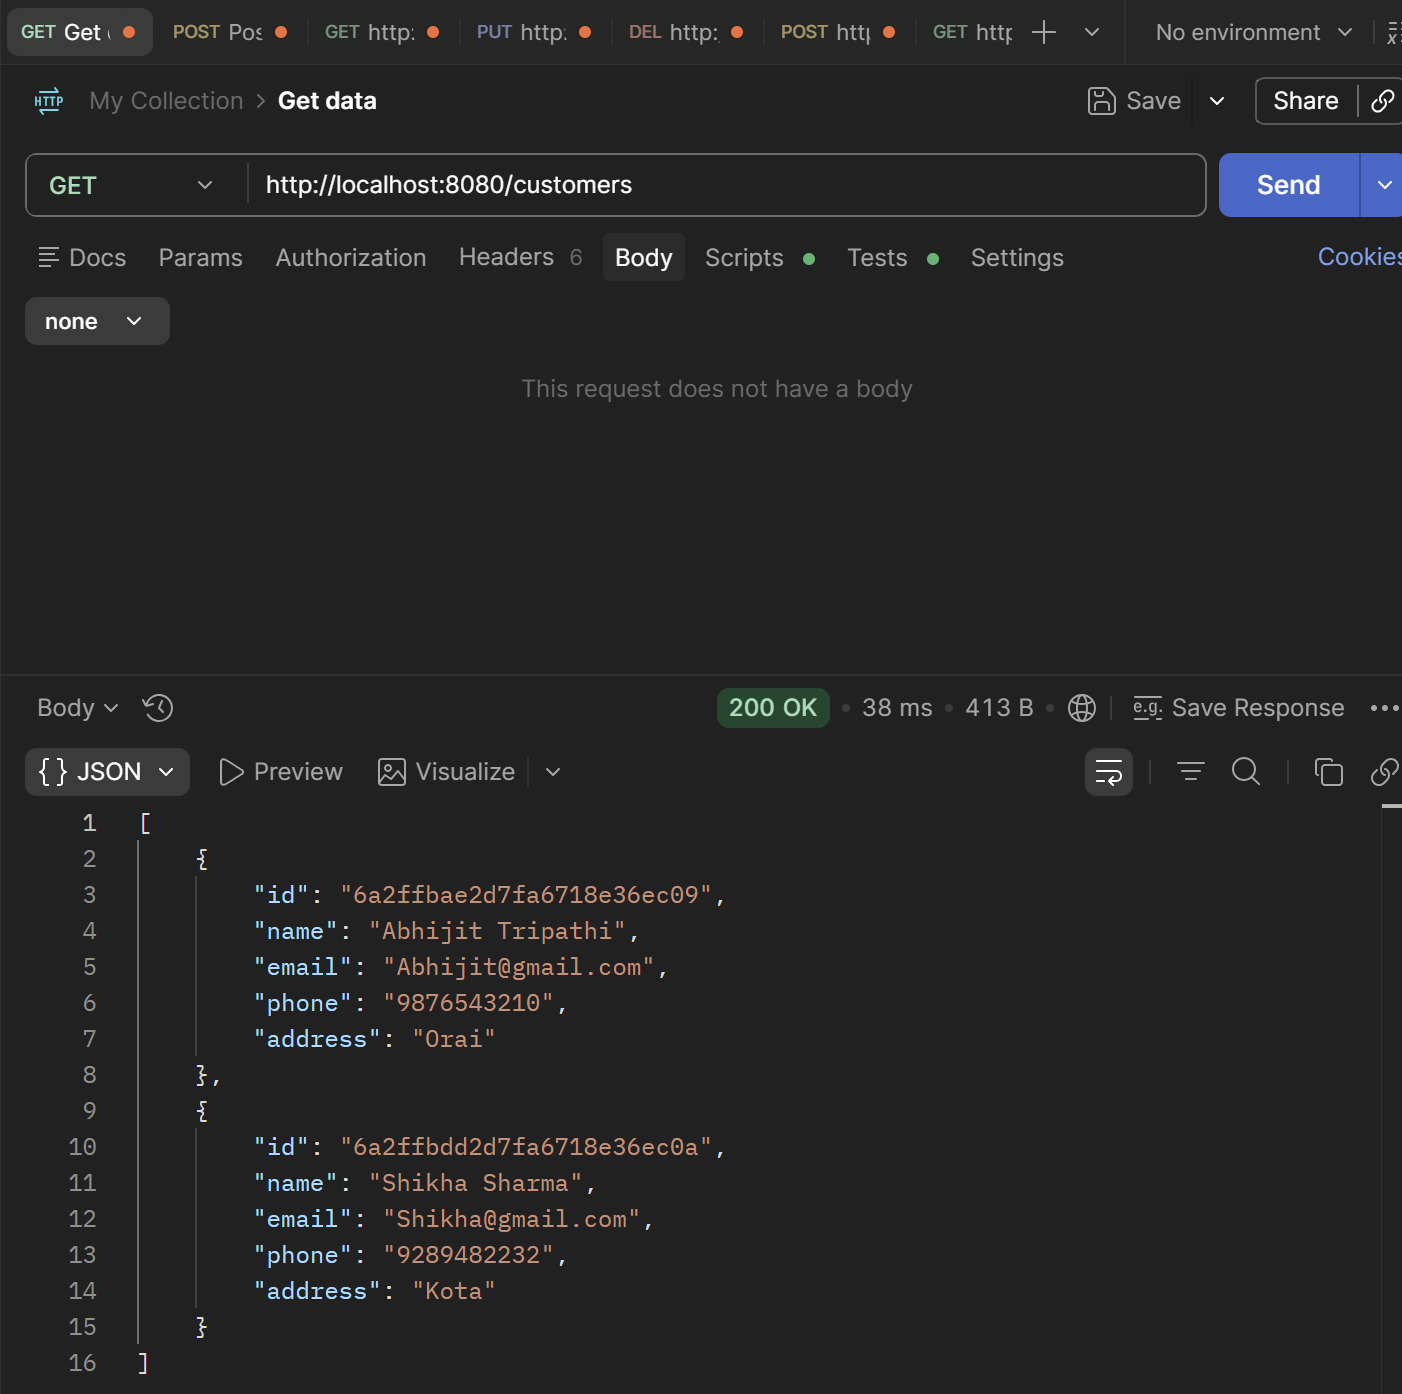 GET Get POST Pos GET http: PUT http: DEL http: POST http GET http No environment
HTTP My Collection > Get data Save Share
GET http://localhost:8080/customers Send
Docs Params Authorization Headers 6 Body Scripts Tests Settings Cookies
none
This request does not have a body
Body 200 OK 38 ms 413 B e.g. Save Response
{} JSON Preview Visualize
1 [
2 {
3 "id": "6a2ffbae2d7fa6718e36ec09",
4 "name": "Abhijit Tripathi",
5 "email": "Abhijit@gmail.com",
6 "phone": "9876543210",
7 "address": "Orai"
8 },
9 {
10 "id": "6a2ffbdd2d7fa6718e36ec0a",
11 "name": "Shikha Sharma",
12 "email": "Shikha@gmail.com",
13 "phone": "9289482232",
14 "address": "Kota"
15 }
16 ]